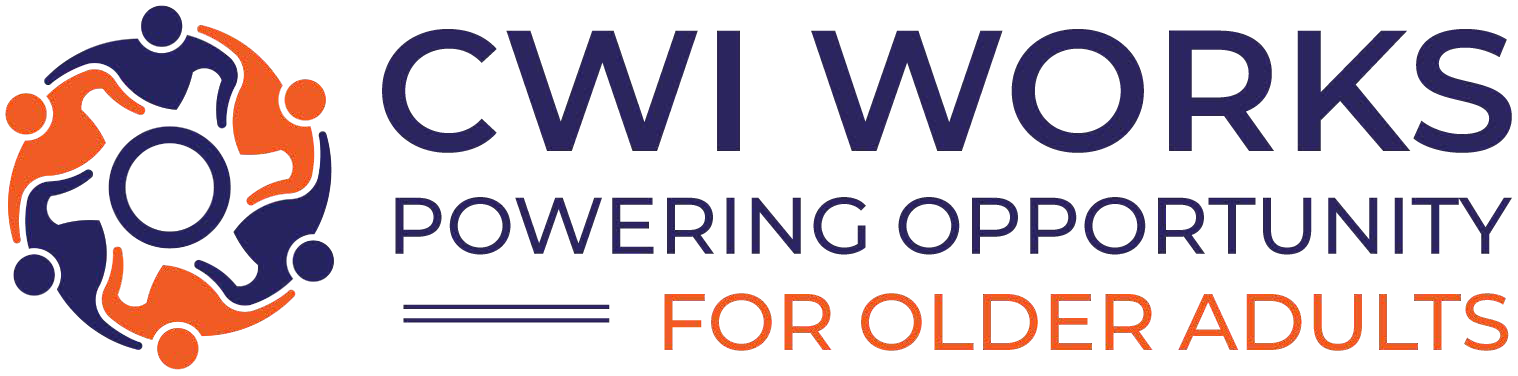 CWI WORKS
POWERING OPPORTUNITY
FOR OLDER ADULTS